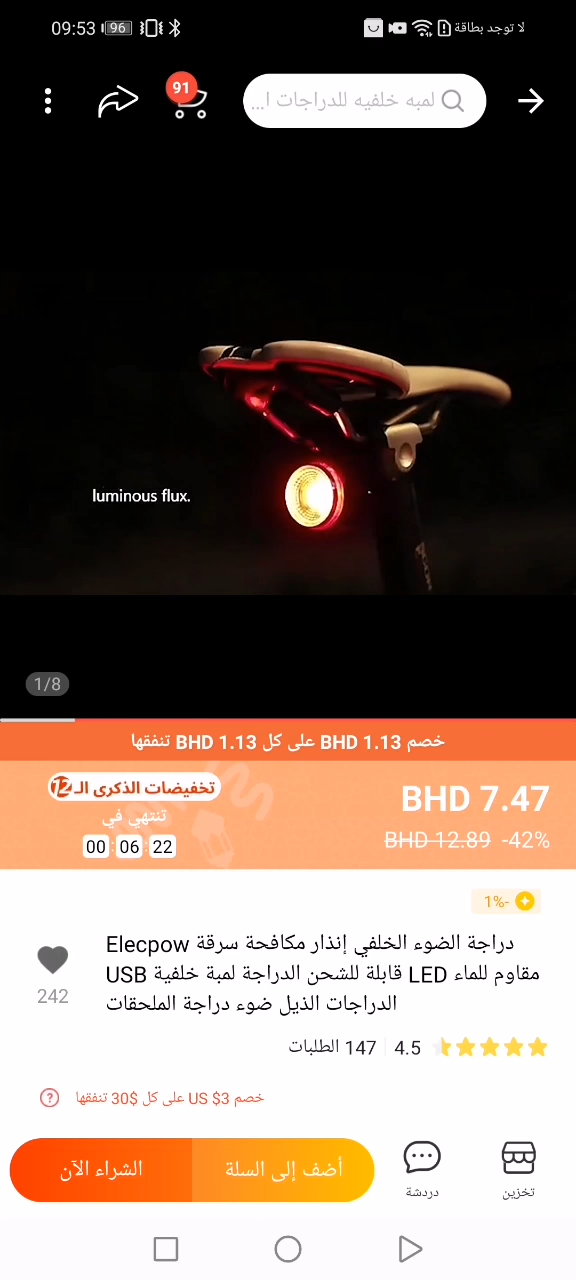 09:53
96
لا توجد بطاقة
91
لمبه خلفيه للدراجات ا...
luminous flux.
1/8
خصم BHD 1.13 على كل BHD 1.13 تنفقها
تخفيضات الذكرى الـ 12
تنتهي في
00 06 22
BHD 7.47
BHD 12.89 -42%
1%-
دراجة الضوء الخلفي إنذار مكافحة سرقة Elecpow
مقاوم للماء LED قابلة للشحن الدراجة لمبة خلفية USB
الدراجات الذيل ضوء دراجة الملحقات
242
4.5
147 الطلبات
خصم US $3 على كل $30 تنفقها
?
تخزين
دردشة
أضف إلى السلة
الشراء الآن